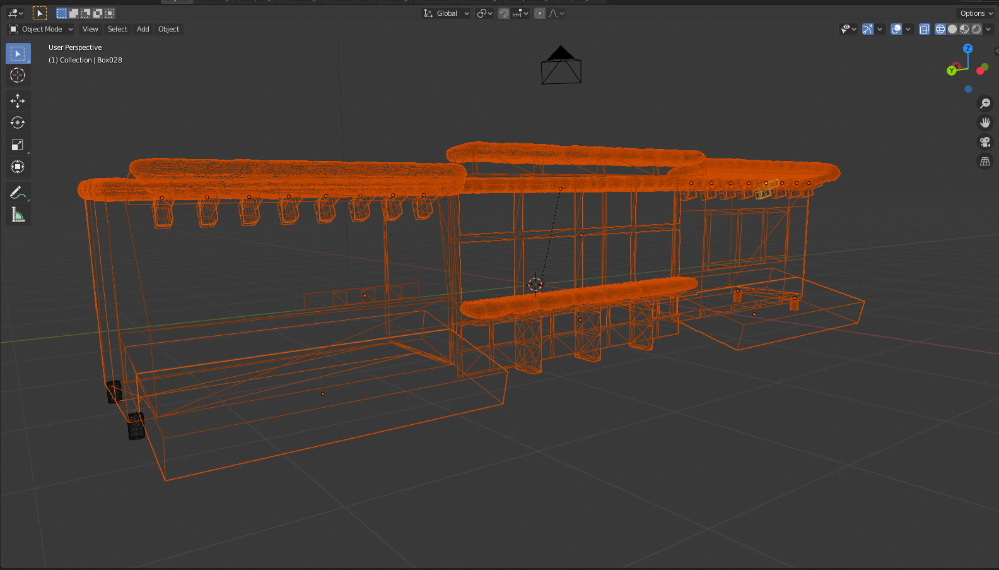 Global
Options
Object Mode
View
Select
Add
Object
User Perspective
(1) Collection | Box028
Z
Y